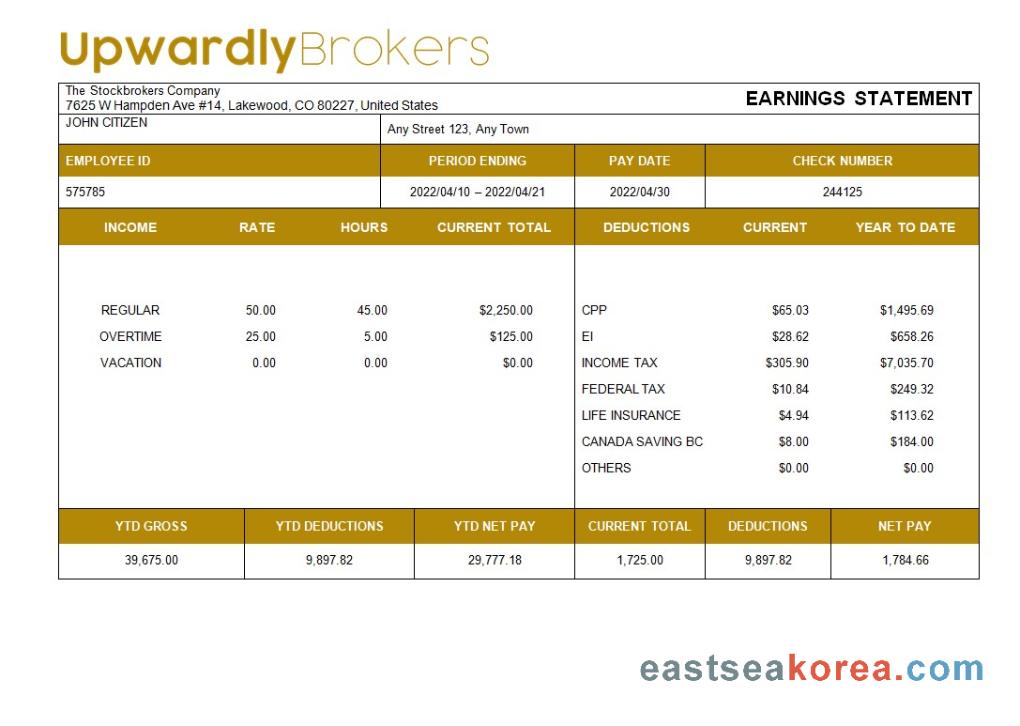 UpwardlyBrokers
The Stockbrokers Company
7625 W Hampden Ave #14, Lakewood, CO 80227, United States
EARNINGS STATEMENT
JOHN CITIZEN
Any Street 123, Any Town
EMPLOYEE ID PERIOD ENDING PAY DATE CHECK NUMBER
575785 2022/04/10 – 2022/04/21 2022/04/30 244125
INCOME RATE HOURS CURRENT TOTAL DEDUCTIONS CURRENT YEAR TO DATE
REGULAR 50.00 45.00 $2,250.00 CPP $65.03 $1,495.69
OVERTIME 25.00 5.00 $125.00 EI $28.62 $658.26
VACATION 0.00 0.00 $0.00 INCOME TAX $305.90 $7,035.70
FEDERAL TAX $10.84 $249.32
LIFE INSURANCE $4.94 $113.62
CANADA SAVING BC $8.00 $184.00
OTHERS $0.00 $0.00
YTD GROSS YTD DEDUCTIONS YTD NET PAY CURRENT TOTAL DEDUCTIONS NET PAY
39,675.00 9,897.82 29,777.18 1,725.00 9,897.82 1,784.66
eastseakorea.com